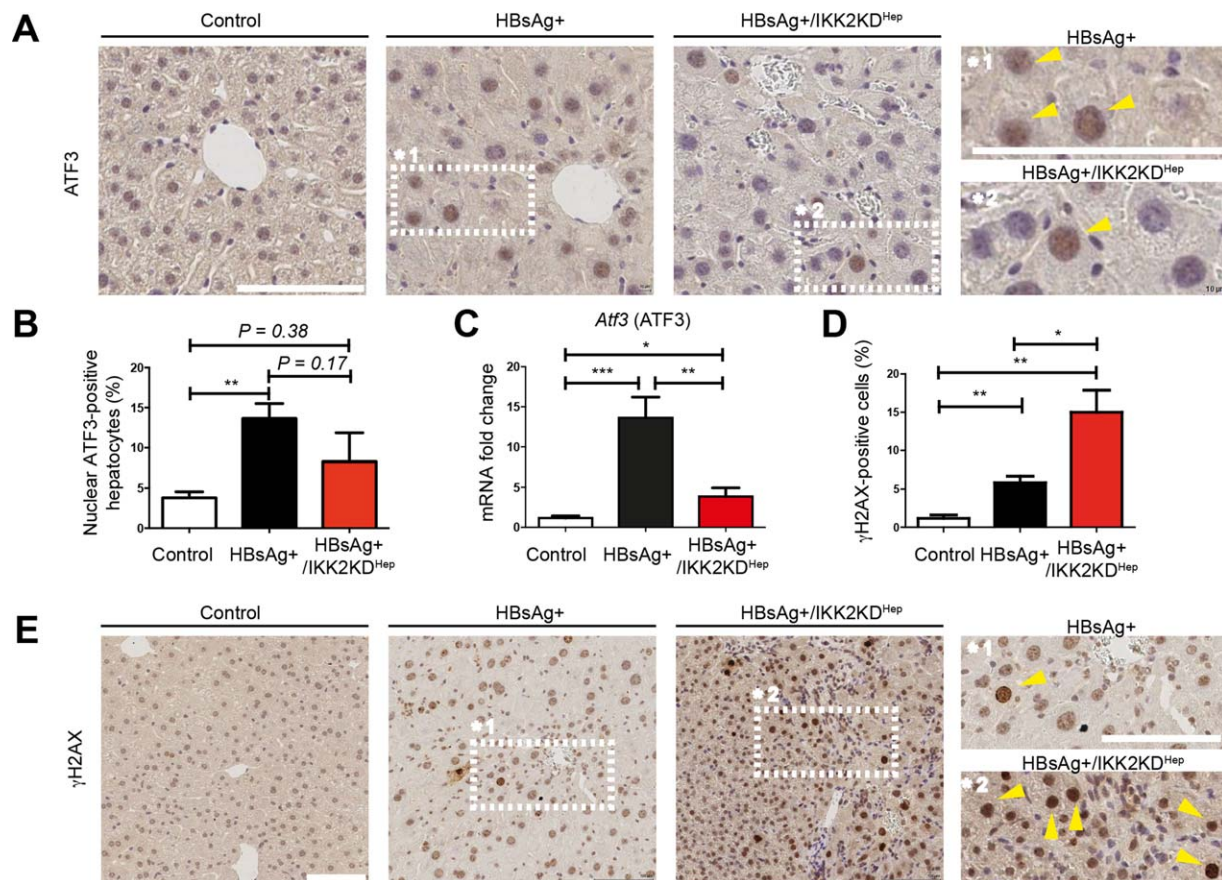 A
Control
HBsAg+
HBsAg+/IKK2KD^Hep
HBsAg+
ATF3
*1
*2
*1
HBsAg+/IKK2KD^Hep
*2
10 µm
B
P = 0.38
P = 0.17
**
Nuclear ATF3-positive
hepatocytes (%)
20
15
10
5
0
Control
HBsAg+
HBsAg+
/IKK2KD^Hep
C
Atf3 (ATF3)
*
***
**
mRNA fold change
20
15
10
5
0
Control
HBsAg+
HBsAg+
/IKK2KD^Hep
D
*
**
**
γH2AX-positive cells (%)
20
15
10
5
0
Control
HBsAg+
HBsAg+
/IKK2KD^Hep
E
Control
HBsAg+
HBsAg+/IKK2KD^Hep
HBsAg+
γH2AX
*1
*2
*1
HBsAg+/IKK2KD^Hep
*2